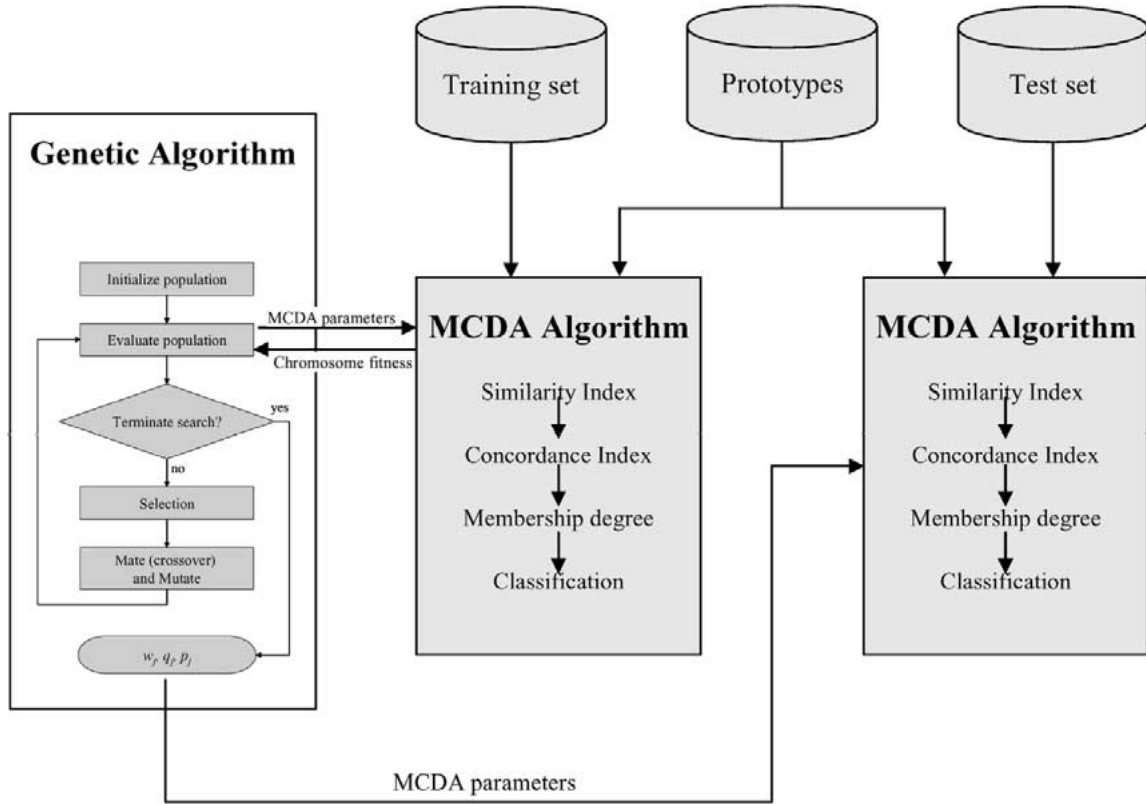 Training set
Prototypes
Test set
Genetic Algorithm
Initialize population
Evaluate population
Terminate search?
yes
no
Selection
Mate (crossover)
and Mutate
w_j, q_j, p_j
MCDA parameters
Chromosome fitness
MCDA Algorithm
Similarity Index
Concordance Index
Membership degree
Classification
MCDA Algorithm
Similarity Index
Concordance Index
Membership degree
Classification
MCDA parameters